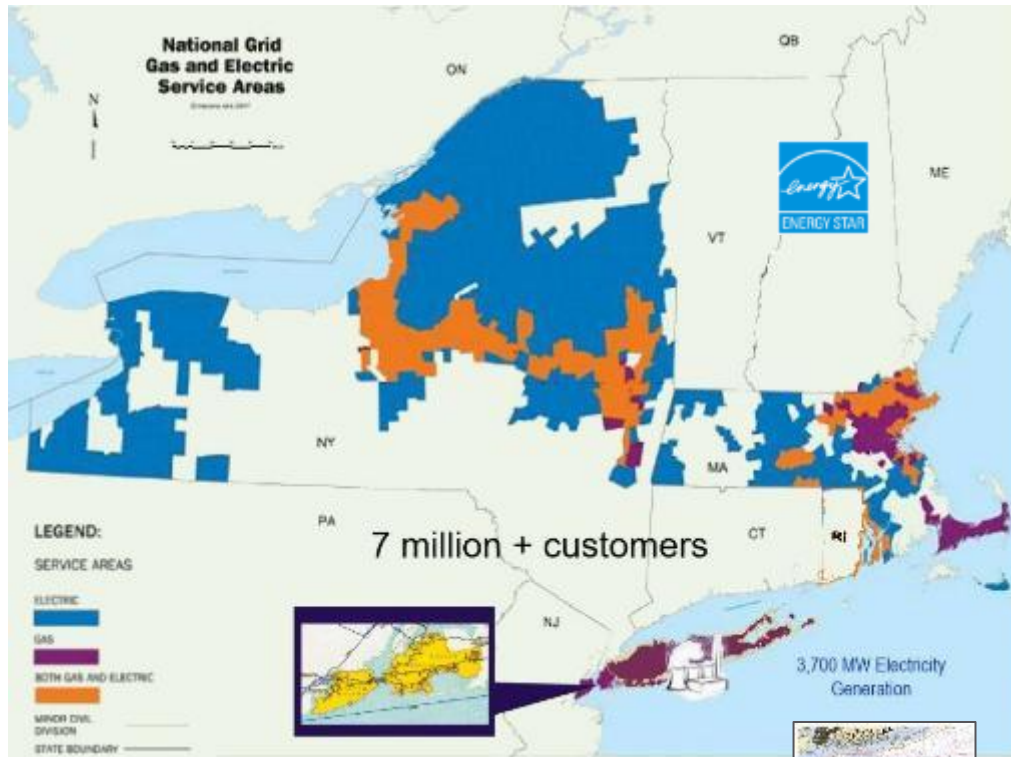 National Grid
Gas and Electric
Service Areas
N
ON
QB
ME
VT
energy
ENERGY STAR
NY
MA
PA
CT
RI
NJ
7 million + customers
3,700 MW Electricity
Generation
LEGEND:
SERVICE AREAS
ELECTRIC
GAS
BOTH GAS AND ELECTRIC
MINOR CIVIL
DIVISION
STATE BOUNDARY